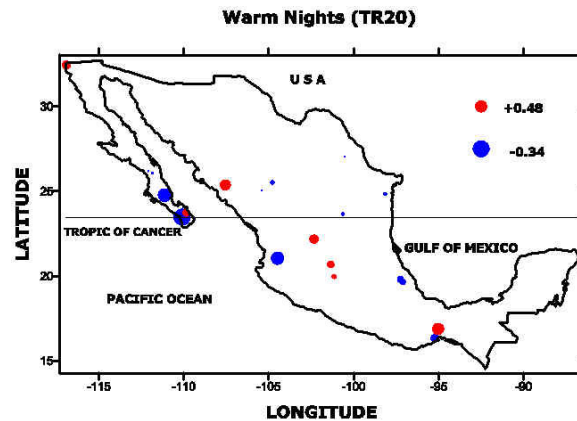 Warm Nights (TR20)
U S A
+0.48
-0.34
30
25
20
15
LATITUDE
TROPIC OF CANCER
GULF OF MEXICO
PACIFIC OCEAN
-115
-110
-105
-100
-95
-90
LONGITUDE